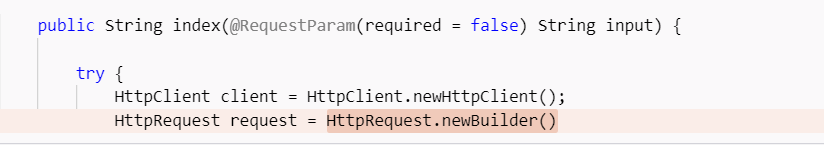 public String index(@RequestParam(required = false) String input) {
try {
HttpClient client = HttpClient.newHttpClient();
HttpRequest request = HttpRequest.newBuilder()